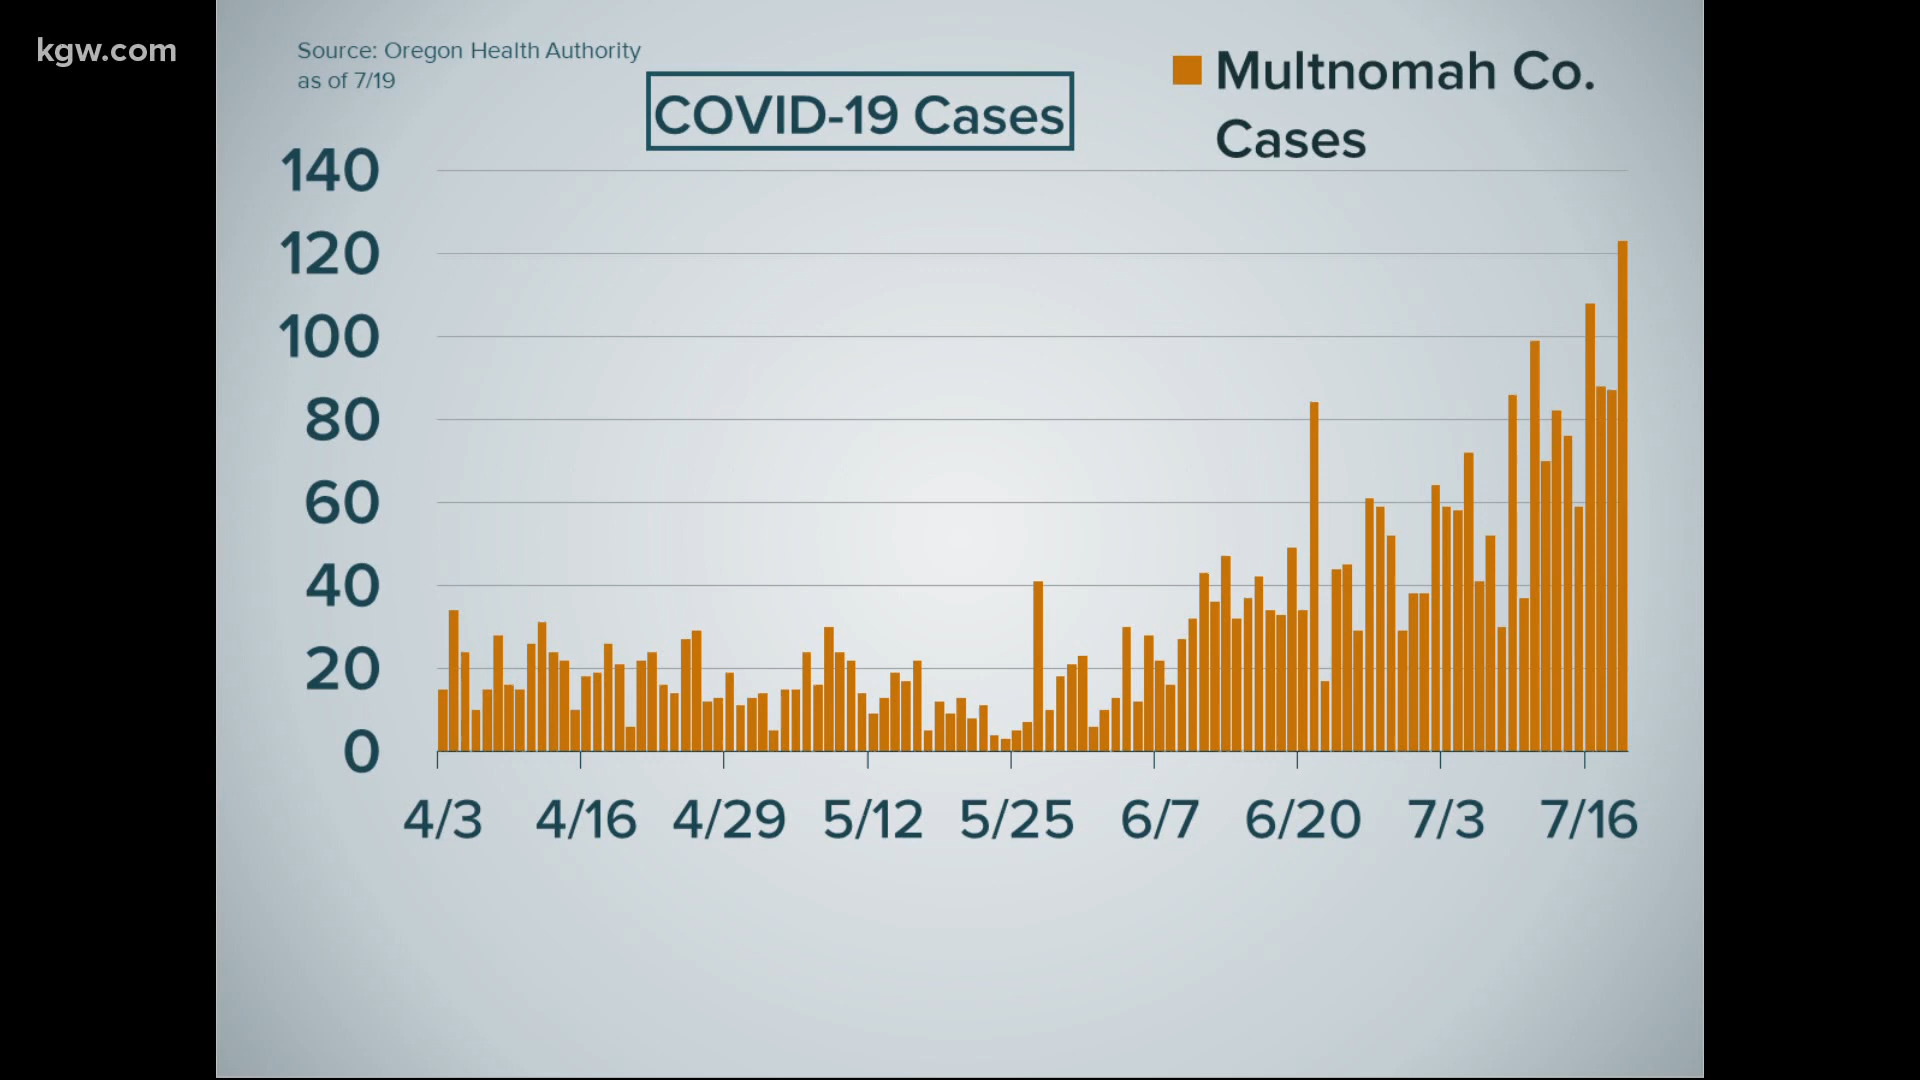 kgw.com
Source: Oregon Health Authority
as of 7/19
COVID-19 Cases
Multnomah Co.
Cases
140
120
100
80
60
40
20
0
4/3 4/16 4/29 5/12 5/25 6/7 6/20 7/3 7/16